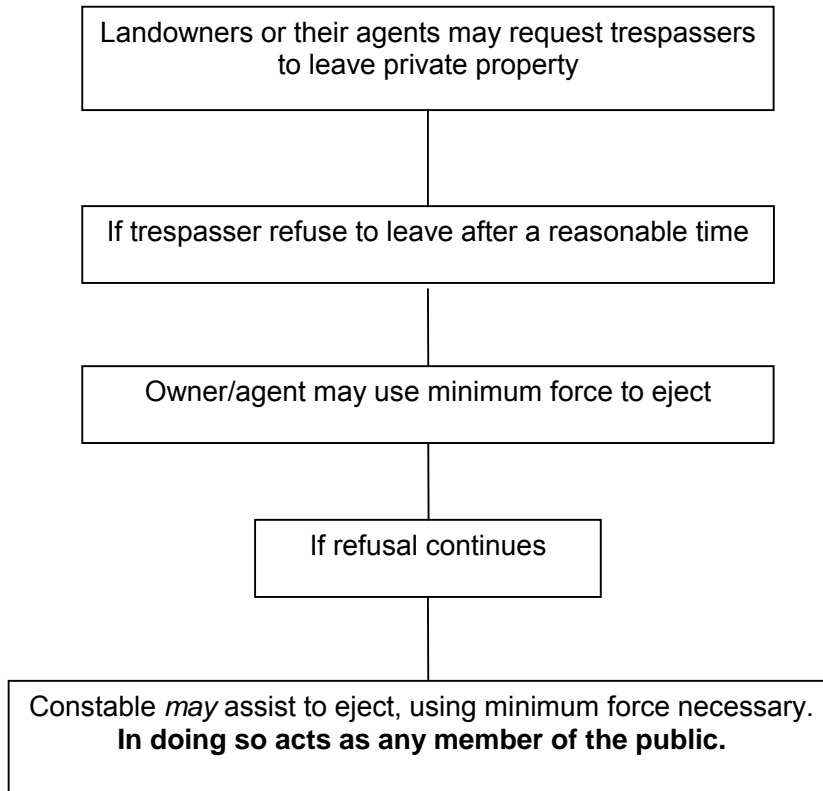 Landowners or their agents may request trespassers
to leave private property
If trespasser refuse to leave after a reasonable time
Owner/agent may use minimum force to eject
If refusal continues
Constable may assist to eject, using minimum force necessary.
In doing so acts as any member of the public.